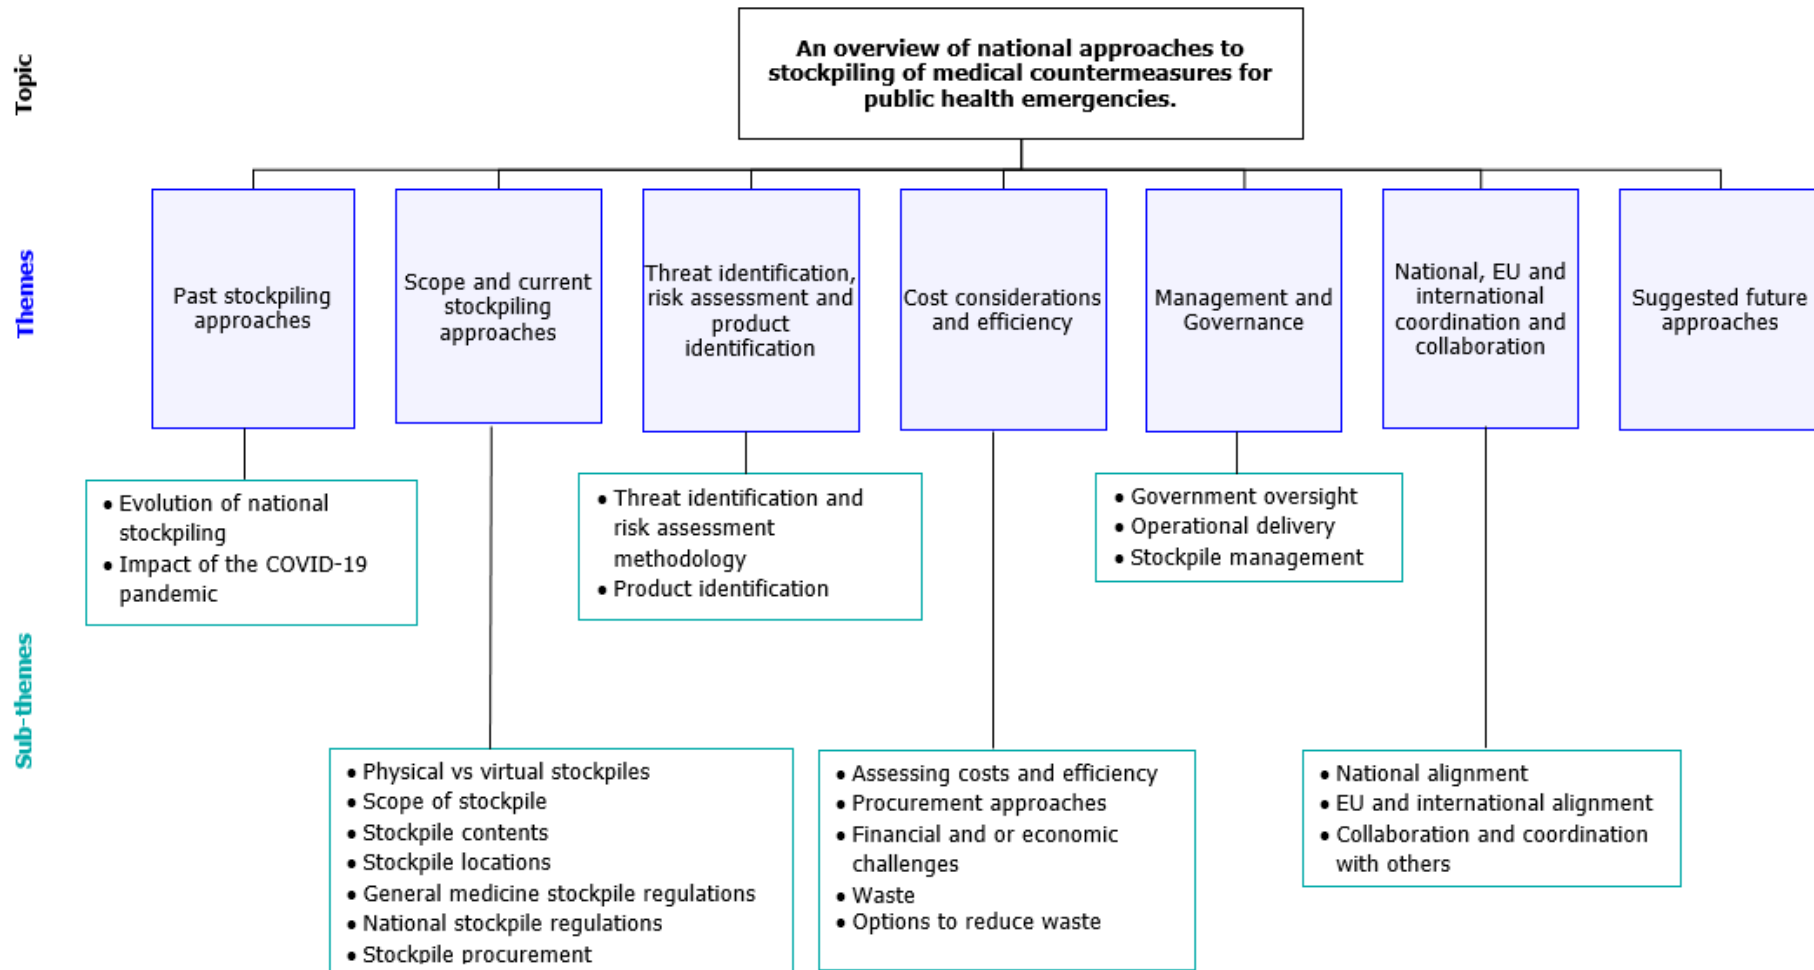 Topic
An overview of national approaches to
stockpiling of medical countermeasures for
public health emergencies.
Themes
Past stockpiling
approaches
Scope and current
stockpiling
approaches
Threat identification,
risk assessment and
product
identification
Cost considerations
and efficiency
Management and
Governance
National, EU and
international
coordination and
collaboration
Suggested future
approaches
Sub-themes
• Evolution of national
stockpiling
• Impact of the COVID-19
pandemic
• Threat identification and
risk assessment
methodology
• Product identification
• Government oversight
• Operational delivery
• Stockpile management
• Physical vs virtual stockpiles
• Scope of stockpile
• Stockpile contents
• Stockpile locations
• General medicine stockpile regulations
• National stockpile regulations
• Stockpile procurement
• Assessing costs and efficiency
• Procurement approaches
• Financial and or economic
challenges
• Waste
• Options to reduce waste
• National alignment
• EU and international alignment
• Collaboration and coordination
with others